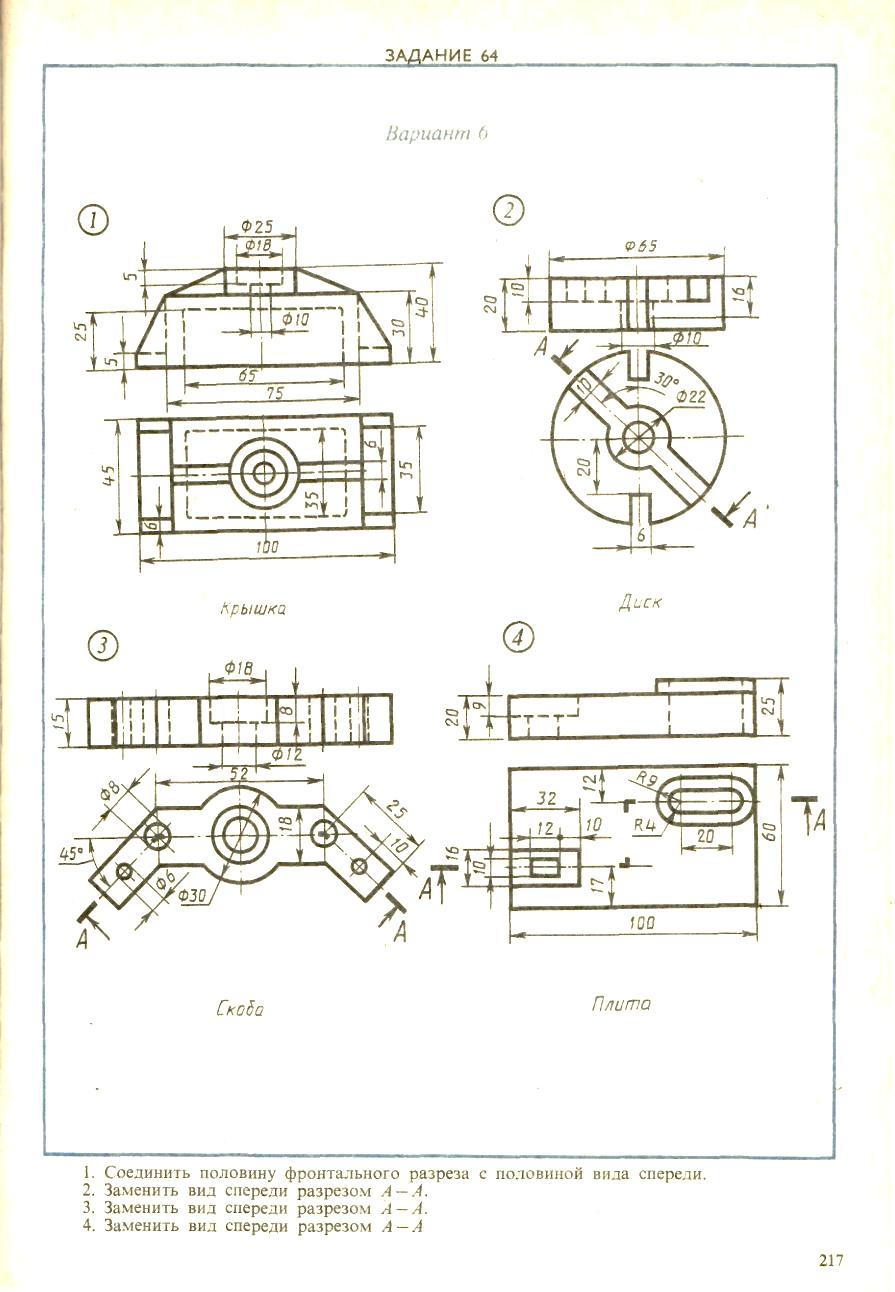 ЗАДАНИЕ 64
Вариант 6
1
Ф25
Ф18
5
25
5
Ф10
30
40
65
75
45
6
35
6
35
100
Крышка
2
Ф65
20
10
16
Ф10
А
10
30°
Ф22
20
А
6
Диск
3
Ф18
15
8
Ф12
52
Ф8
18
25
10
45°
Ф6
Ф30
А
А
Скоба
4
20
9
25
12
R9
32
R4
12
10
20
60
А
16
10
17
А
100
Плита
1. Соединить половину фронтального разреза с половиной вида спереди.
2. Заменить вид спереди разрезом А—А.
3. Заменить вид спереди разрезом А—А.
4. Заменить вид спереди разрезом А—А
217